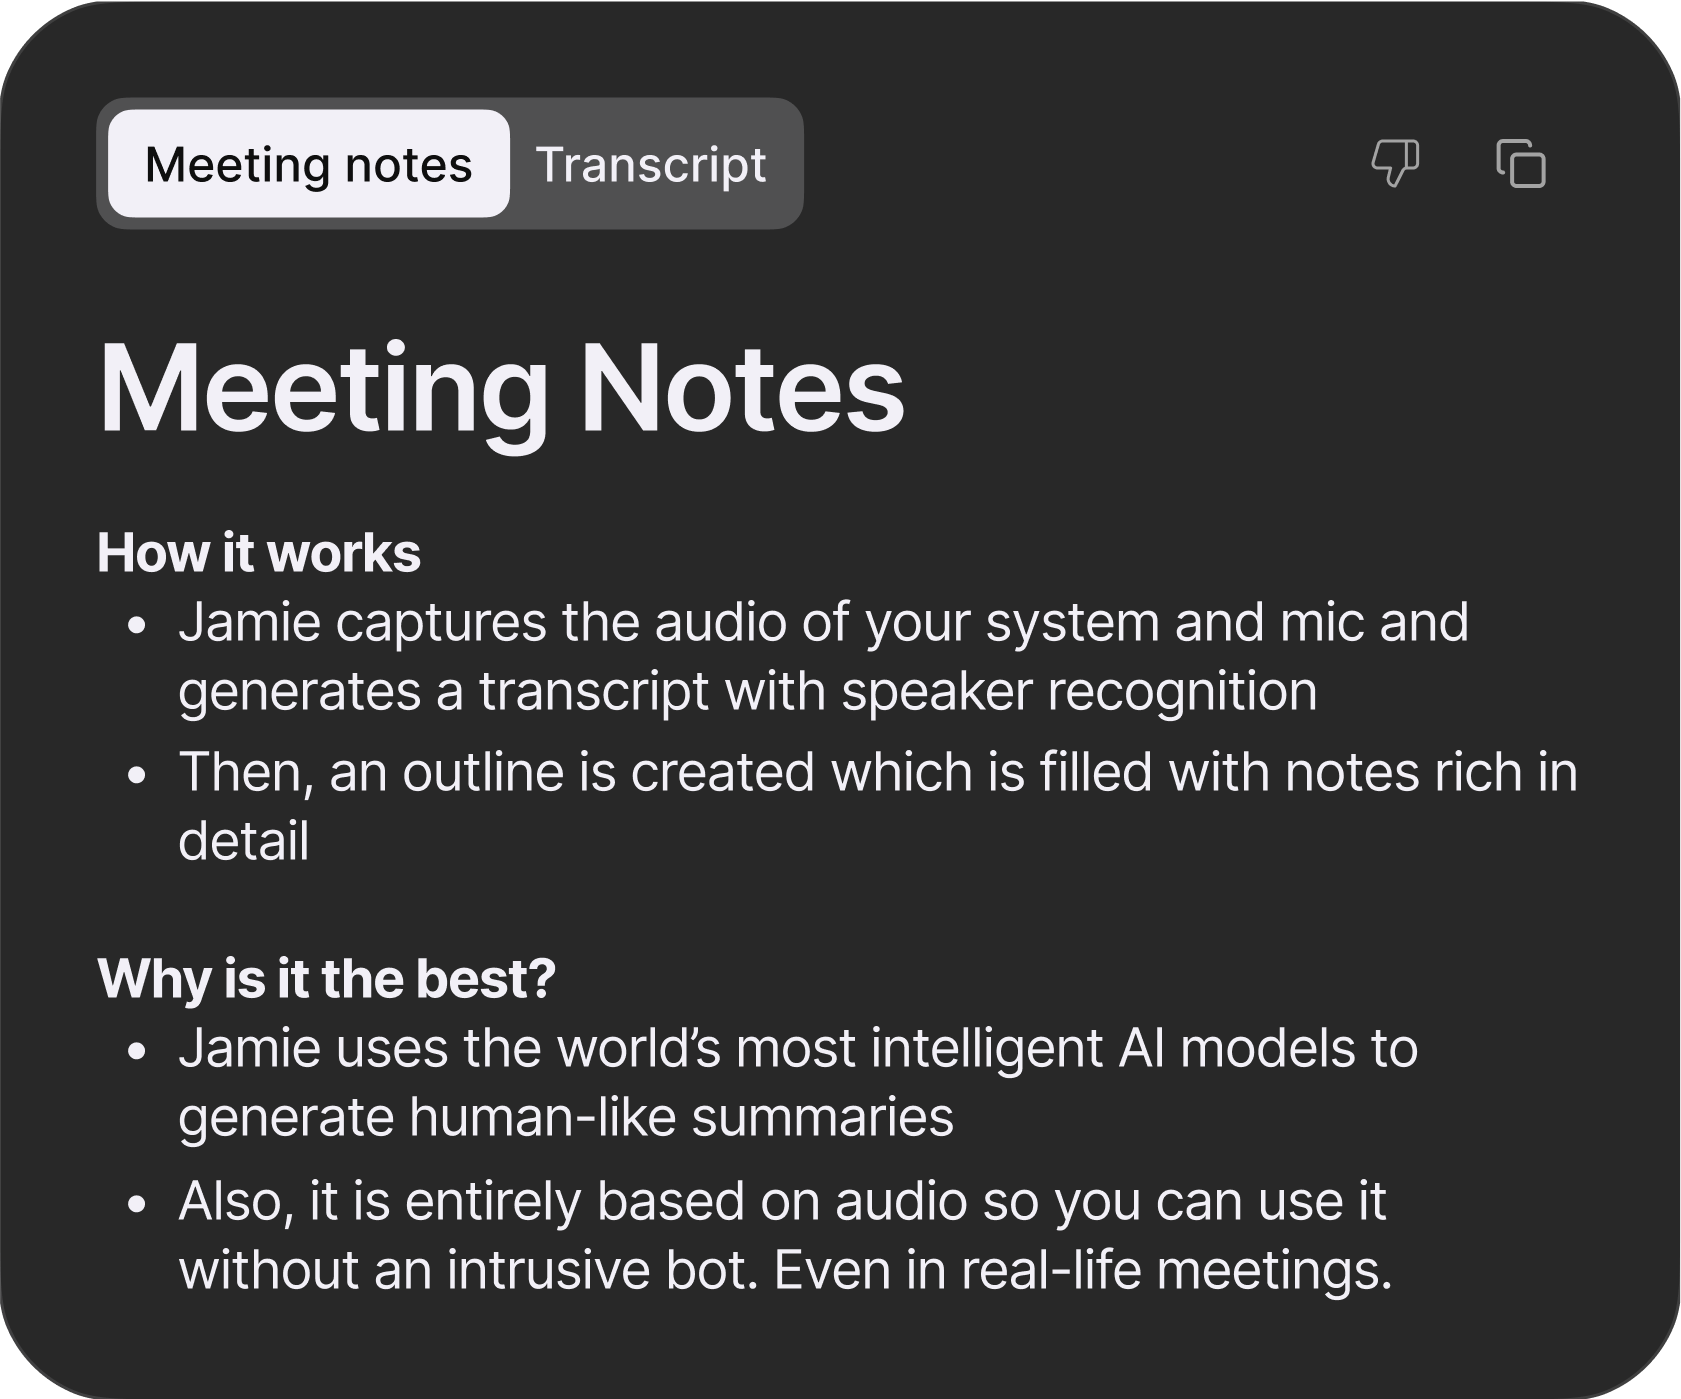 Meeting notes
Transcript
Meeting Notes
How it works
• Jamie captures the audio of your system and mic and
generates a transcript with speaker recognition
• Then, an outline is created which is filled with notes rich in
detail
Why is it the best?
• Jamie uses the world’s most intelligent AI models to
generate human-like summaries
• Also, it is entirely based on audio so you can use it
without an intrusive bot. Even in real-life meetings.